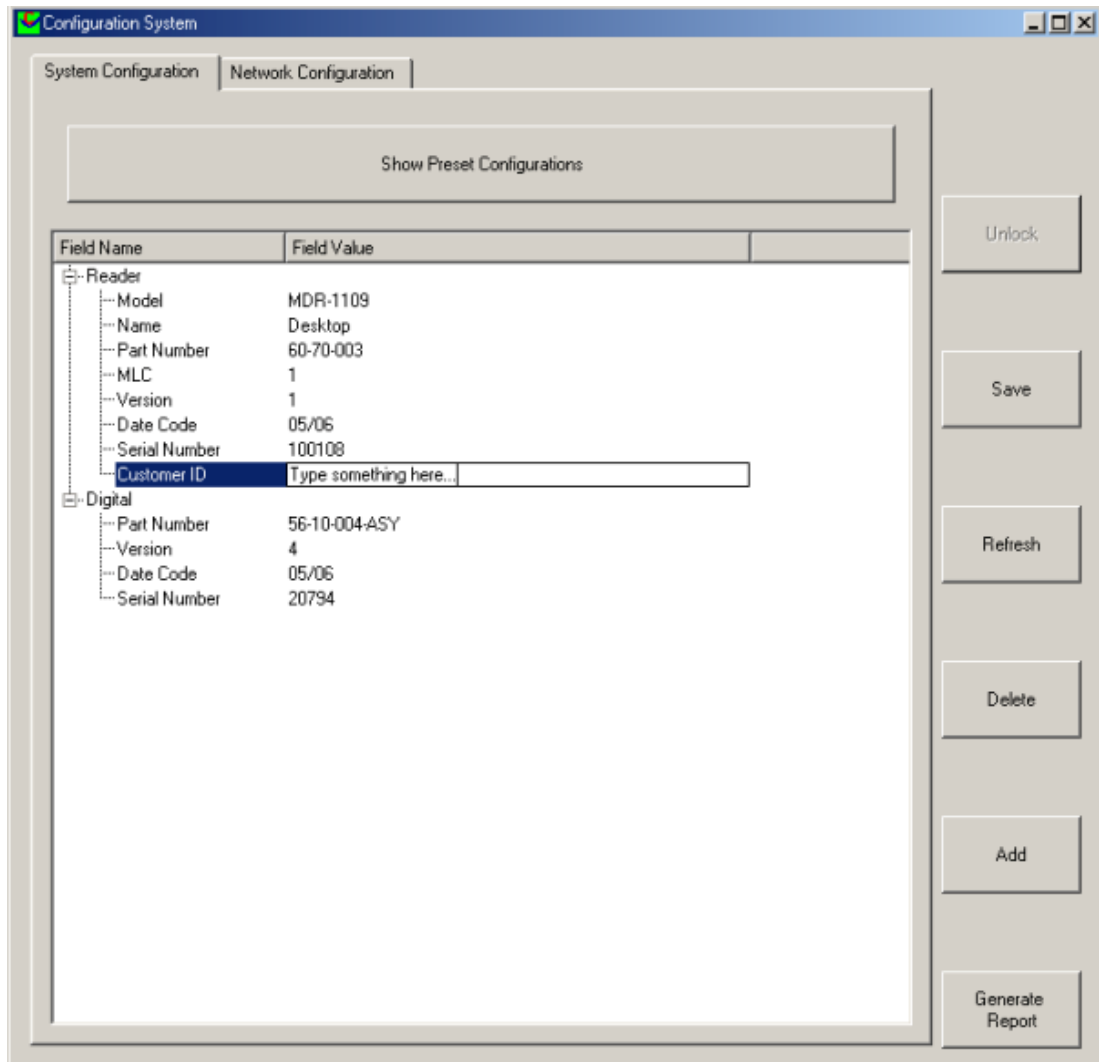 Configuration System
System Configuration Network Configuration
Show Preset Configurations
Field Name Field Value
Reader
Model MDR-1109
Name Desktop
Part Number 60-70-003
MLC 1
Version 1
Date Code 05/06
Serial Number 100108
Customer ID Type something here...
Digital
Part Number 56-10-004-ASY
Version 4
Date Code 05/06
Serial Number 20794
Unlock
Save
Refresh
Delete
Add
Generate
Report